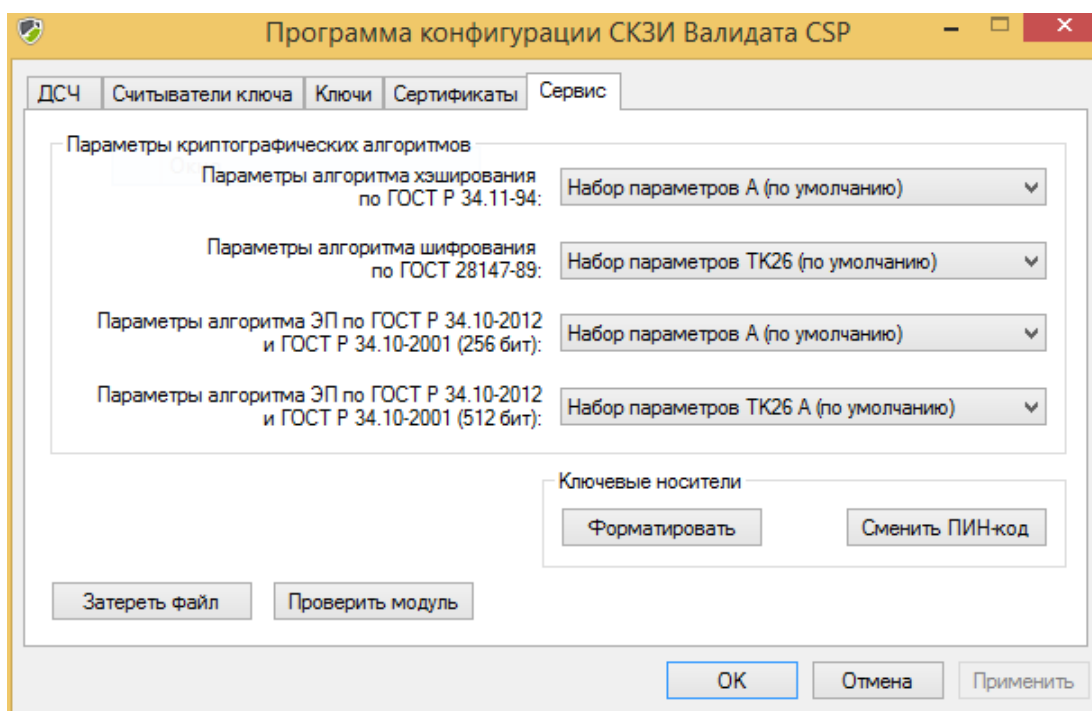 Программа конфигурации СКЗИ Валидата CSP
ДСЧ Считыватели ключа Ключи Сертификаты Сервис
Параметры криптографических алгоритмов
Параметры алгоритма хэширования
по ГОСТ Р 34.11-94:
Набор параметров А (по умолчанию)
Параметры алгоритма шифрования
по ГОСТ 28147-89:
Набор параметров ТК26 (по умолчанию)
Параметры алгоритма ЭП по ГОСТ Р 34.10-2012
и ГОСТ Р 34.10-2001 (256 бит):
Набор параметров А (по умолчанию)
Параметры алгоритма ЭП по ГОСТ Р 34.10-2012
и ГОСТ Р 34.10-2001 (512 бит):
Набор параметров ТК26 А (по умолчанию)
Ключевые носители
Форматировать Сменить ПИН-код
Затереть файл Проверить модуль
ОК Отмена Применить